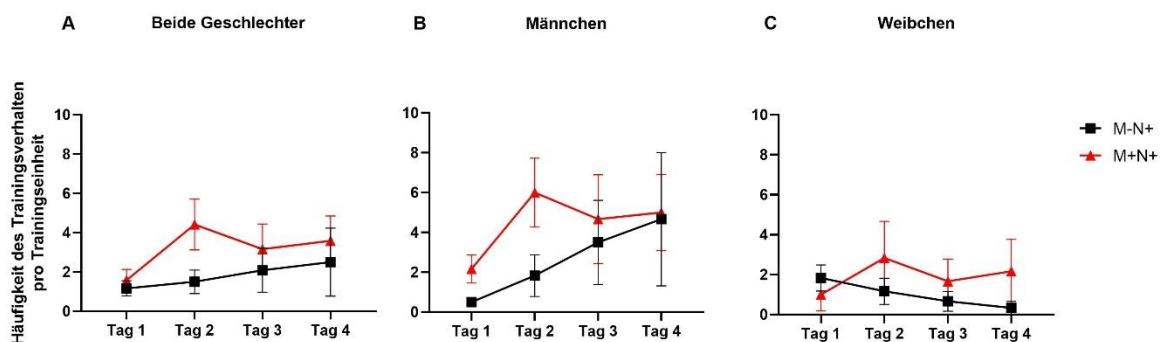 A Beide Geschlechter
B Männchen
C Weibchen
Häufigkeit des Trainingsverhalten
pro Trainingseinheit
10
8
6
4
2
0
Tag 1 Tag 2 Tag 3 Tag 4
10
8
6
4
2
0
Tag 1 Tag 2 Tag 3 Tag 4
10
8
6
4
2
0
Tag 1 Tag 2 Tag 3 Tag 4
M-N+
M+N+